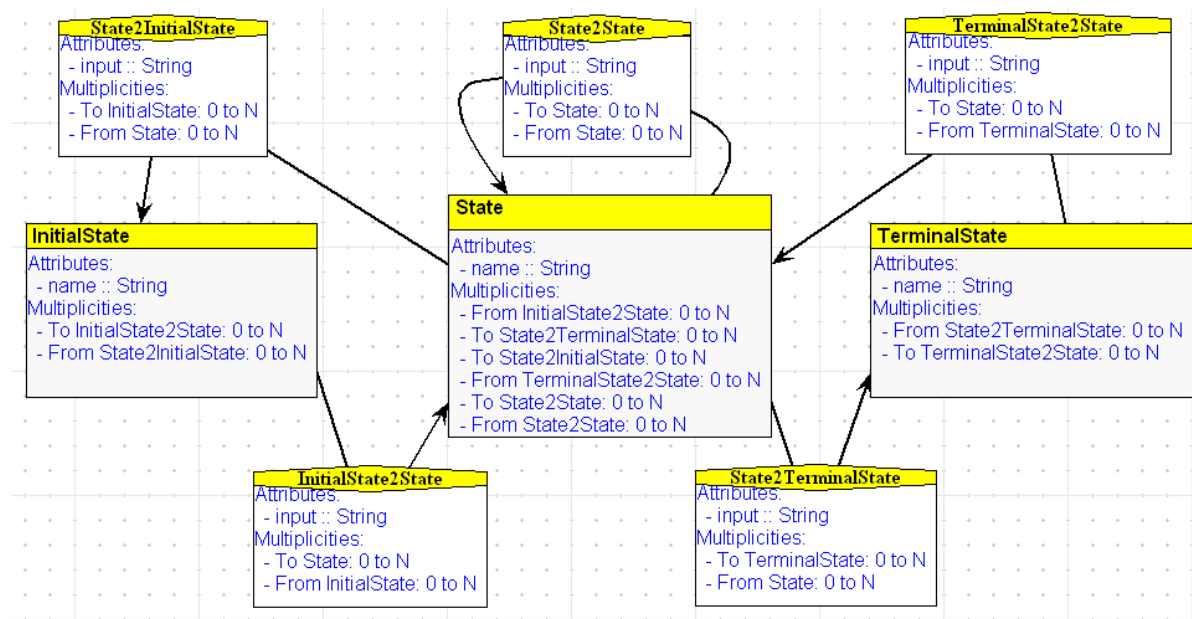 State2InitialState
Attributes:
- input :: String
Multiplicities:
- To InitialState: 0 to N
- From State: 0 to N
State2State
Attributes:
- input :: String
Multiplicities:
- To State: 0 to N
- From State: 0 to N
TerminalState2State
Attributes:
- input :: String
Multiplicities:
- To State: 0 to N
- From TerminalState: 0 to N
InitialState
Attributes:
- name :: String
Multiplicities:
- To InitialState2State: 0 to N
- From State2InitialState: 0 to N
State
Attributes:
- name :: String
Multiplicities:
- From InitialState2State: 0 to N
- To State2TerminalState: 0 to N
- To State2InitialState: 0 to N
- From TerminalState2State: 0 to N
- To State2State: 0 to N
- From State2State: 0 to N
TerminalState
Attributes:
- name :: String
Multiplicities:
- From State2TerminalState: 0 to N
- To TerminalState2State: 0 to N
InitialState2State
Attributes:
- input :: String
Multiplicities:
- To State: 0 to N
- From InitialState: 0 to N
State2TerminalState
Attributes:
- input :: String
Multiplicities:
- To TerminalState: 0 to N
- From State: 0 to N